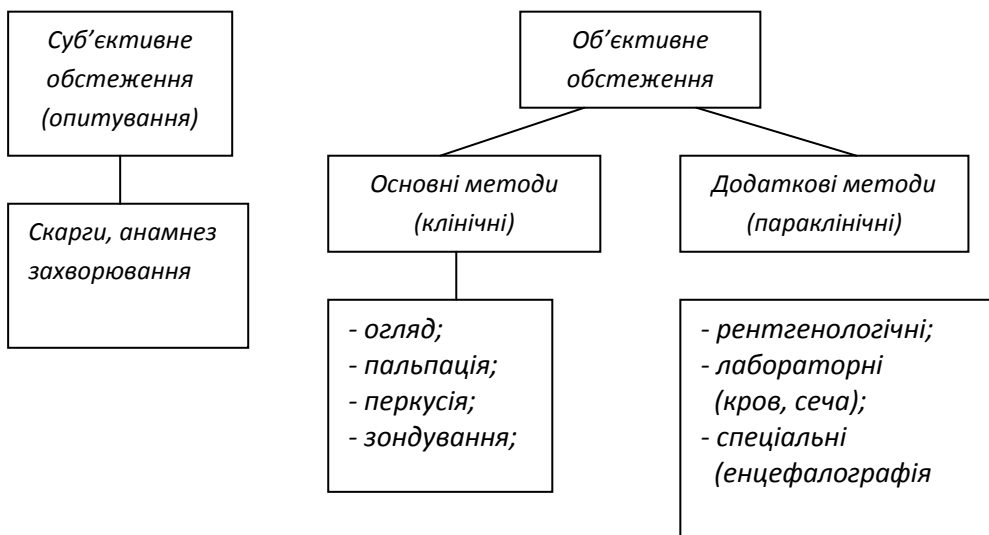 Суб’єктивне
обстеження
(опитування)
Об’єктивне
обстеження
Основні методи
(клінічні)
Додаткові методи
(параклінічні)
Скарги, анамнез
захворювання
- огляд;
- пальпація;
- перкусія;
- зондування;
- рентгенологічні;
- лабораторні
(кров, сеча);
- спеціальні
(енцефалографія